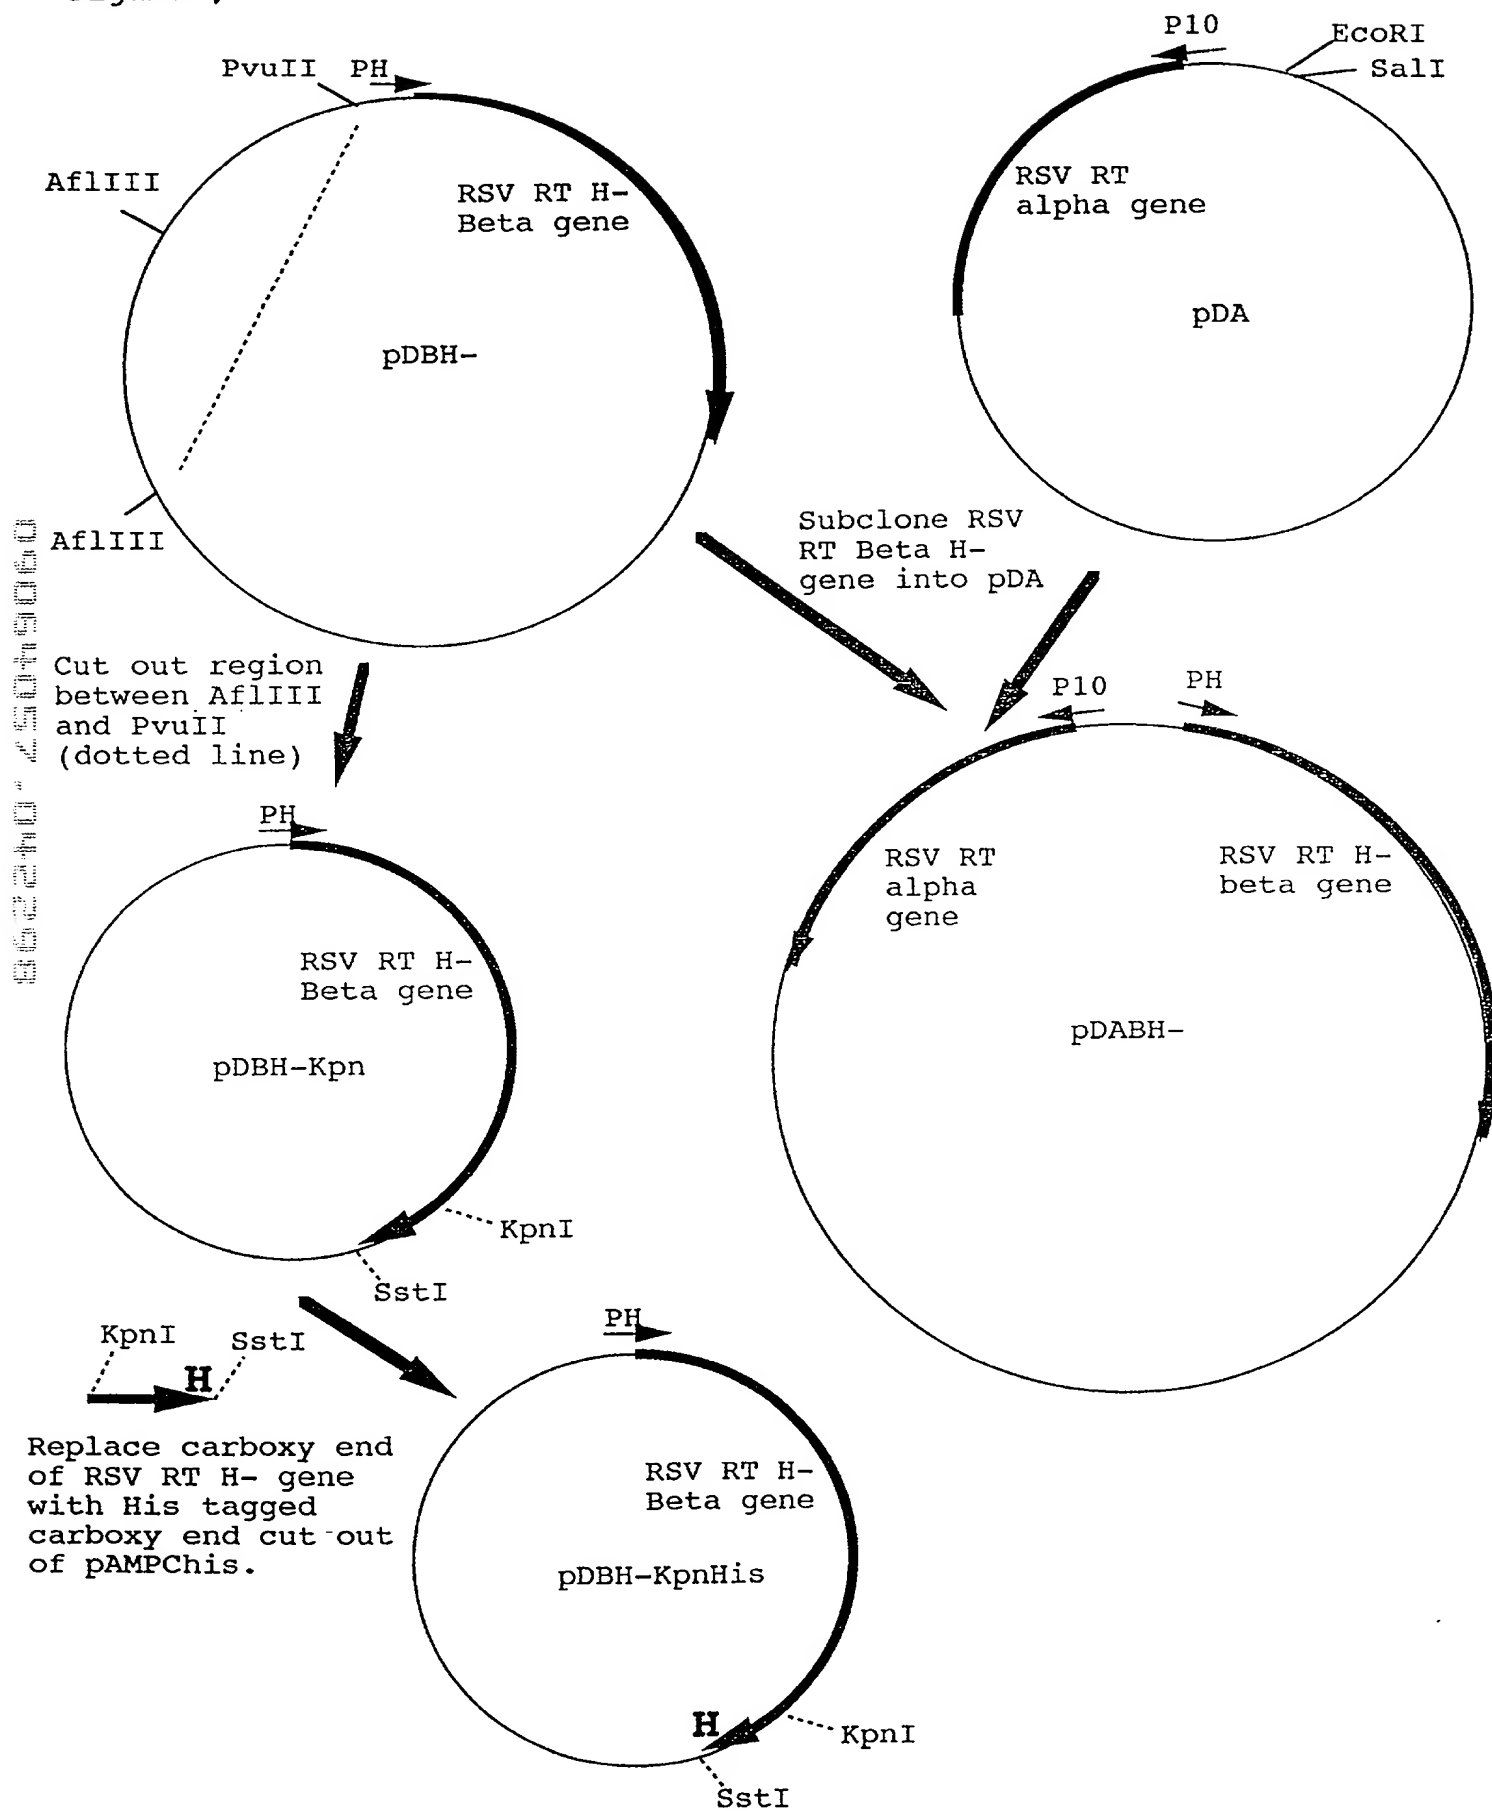 P10
EcoRI
SalI
PvuII
PH
AflIII
RSV RT H-
Beta gene
RSV RT
alpha gene
pDBH-
pDA
AflIII
Subclone RSV
RT Beta H-
gene into pDA
Cut out region
between AflIII
and PvuII
(dotted line)
P10
PH
PH
RSV RT
alpha
gene
RSV RT H-
beta gene
RSV RT H-
Beta gene
pDABH-
pDBH-Kpn
KpnI
SstI
KpnI
SstI
H
PH
Replace carboxy end
of RSV RT H- gene
with His tagged
carboxy end cut out
of pAMPChis.
RSV RT H-
Beta gene
pDBH-KpnHis
H
KpnI
SstI